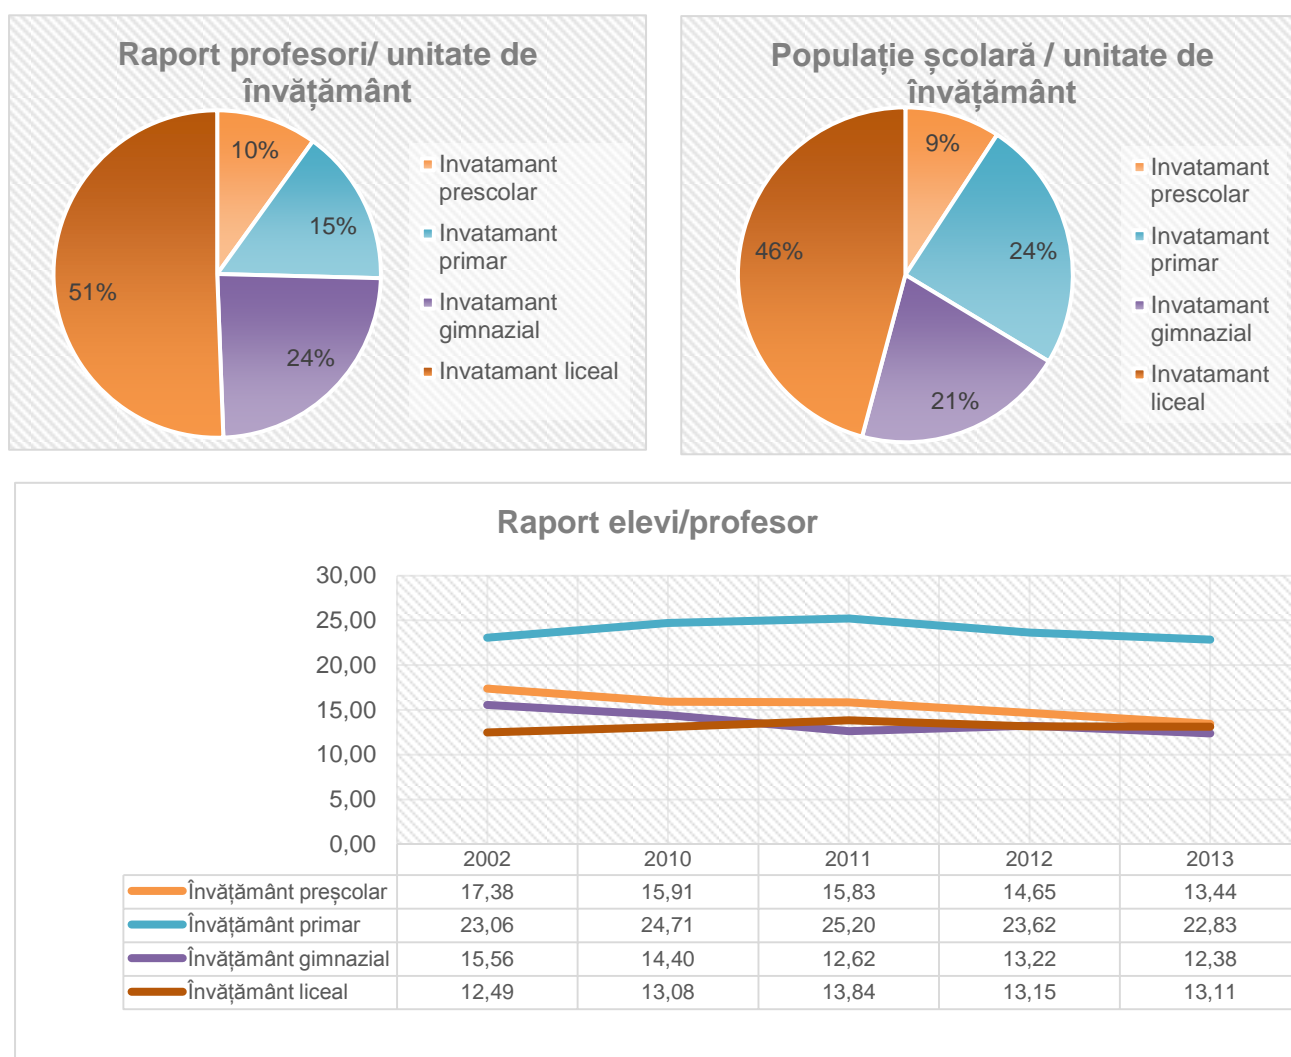 Raport profesori/ unitate de
învățământ
10%
15%
24%
51%
Invatamant
prescolar
Invatamant
primar
Invatamant
gimnazial
Invatamant liceal
Populație școlară / unitate de
învățământ
9%
24%
21%
46%
Invatamant
prescolar
Invatamant
primar
Invatamant
gimnazial
Invatamant
liceal
Raport elevi/profesor
30,00
25,00
20,00
15,00
10,00
5,00
0,00
2002 2010 2011 2012 2013
Învățământ preșcolar 17,38 15,91 15,83 14,65 13,44
Învățământ primar 23,06 24,71 25,20 23,62 22,83
Învățământ gimnazial 15,56 14,40 12,62 13,22 12,38
Învățământ liceal 12,49 13,08 13,84 13,15 13,11